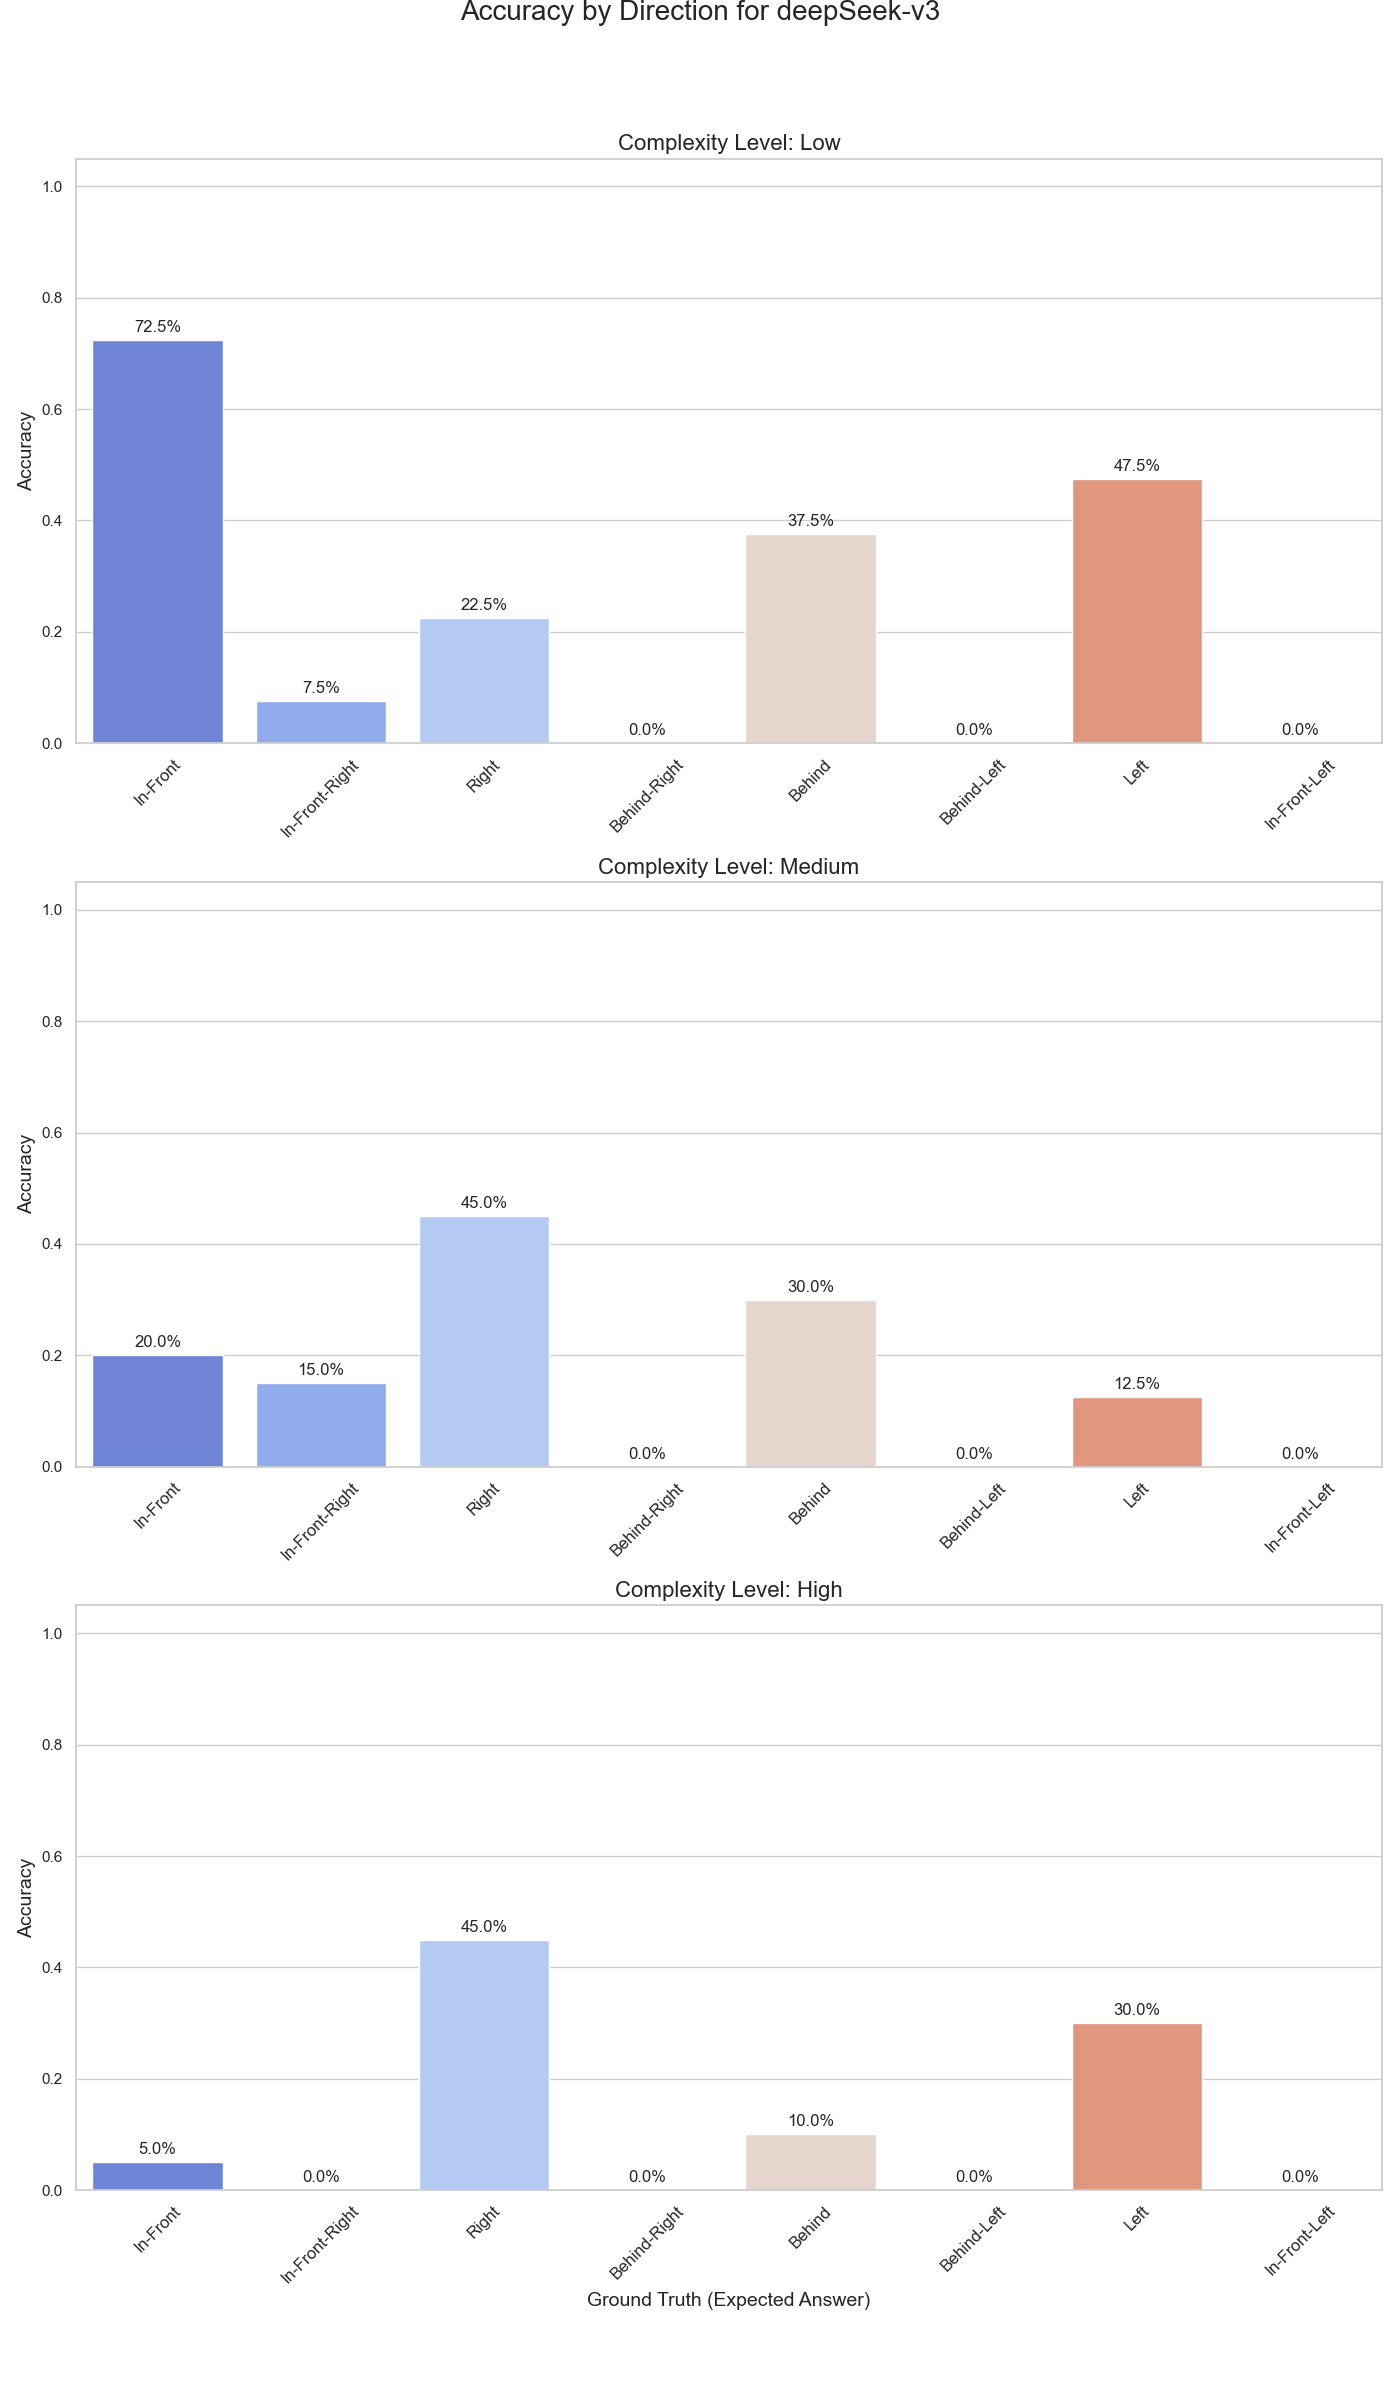 Accuracy by Direction for deepSeek-v3
Complexity Level: Low
Accuracy
1.0
0.8
0.6
0.4
0.2
0.0
72.5%
7.5%
22.5%
0.0%
37.5%
0.0%
47.5%
0.0%
In-Front
In-Front-Right
Right
Behind-Right
Behind
Behind-Left
Left
In-Front-Left
Complexity Level: Medium
Accuracy
1.0
0.8
0.6
0.4
0.2
0.0
20.0%
15.0%
45.0%
0.0%
30.0%
0.0%
12.5%
0.0%
In-Front
In-Front-Right
Right
Behind-Right
Behind
Behind-Left
Left
In-Front-Left
Complexity Level: High
Accuracy
1.0
0.8
0.6
0.4
0.2
0.0
5.0%
0.0%
45.0%
0.0%
10.0%
0.0%
30.0%
0.0%
In-Front
In-Front-Right
Right
Behind-Right
Behind
Behind-Left
Left
In-Front-Left
Ground Truth (Expected Answer)